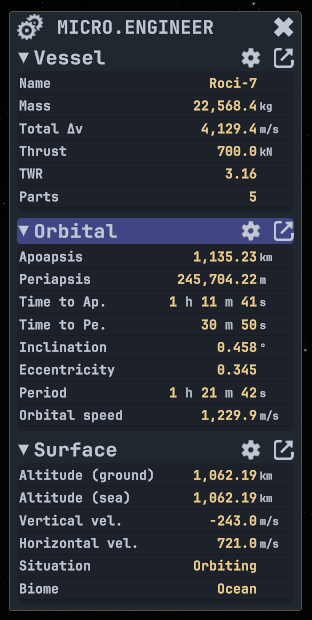 MICRO.ENGINEER
Vessel
Name Roci-7
Mass 22,568.4 kg
Total Δv 4,129.4 m/s
Thrust 700.0 kN
TWR 3.16
Parts 5
Orbital
Apoapsis 1,135.23 km
Periapsis 245,704.22 m
Time to Ap. 1 h 11 m 41 s
Time to Pe. 30 m 50 s
Inclination 0.458 °
Eccentricity 0.345
Period 1 h 21 m 42 s
Orbital speed 1,229.9 m/s
Surface
Altitude (ground) 1,062.19 km
Altitude (sea) 1,062.19 km
Vertical vel. -243.0 m/s
Horizontal vel. 721.0 m/s
Situation Orbiting
Biome Ocean